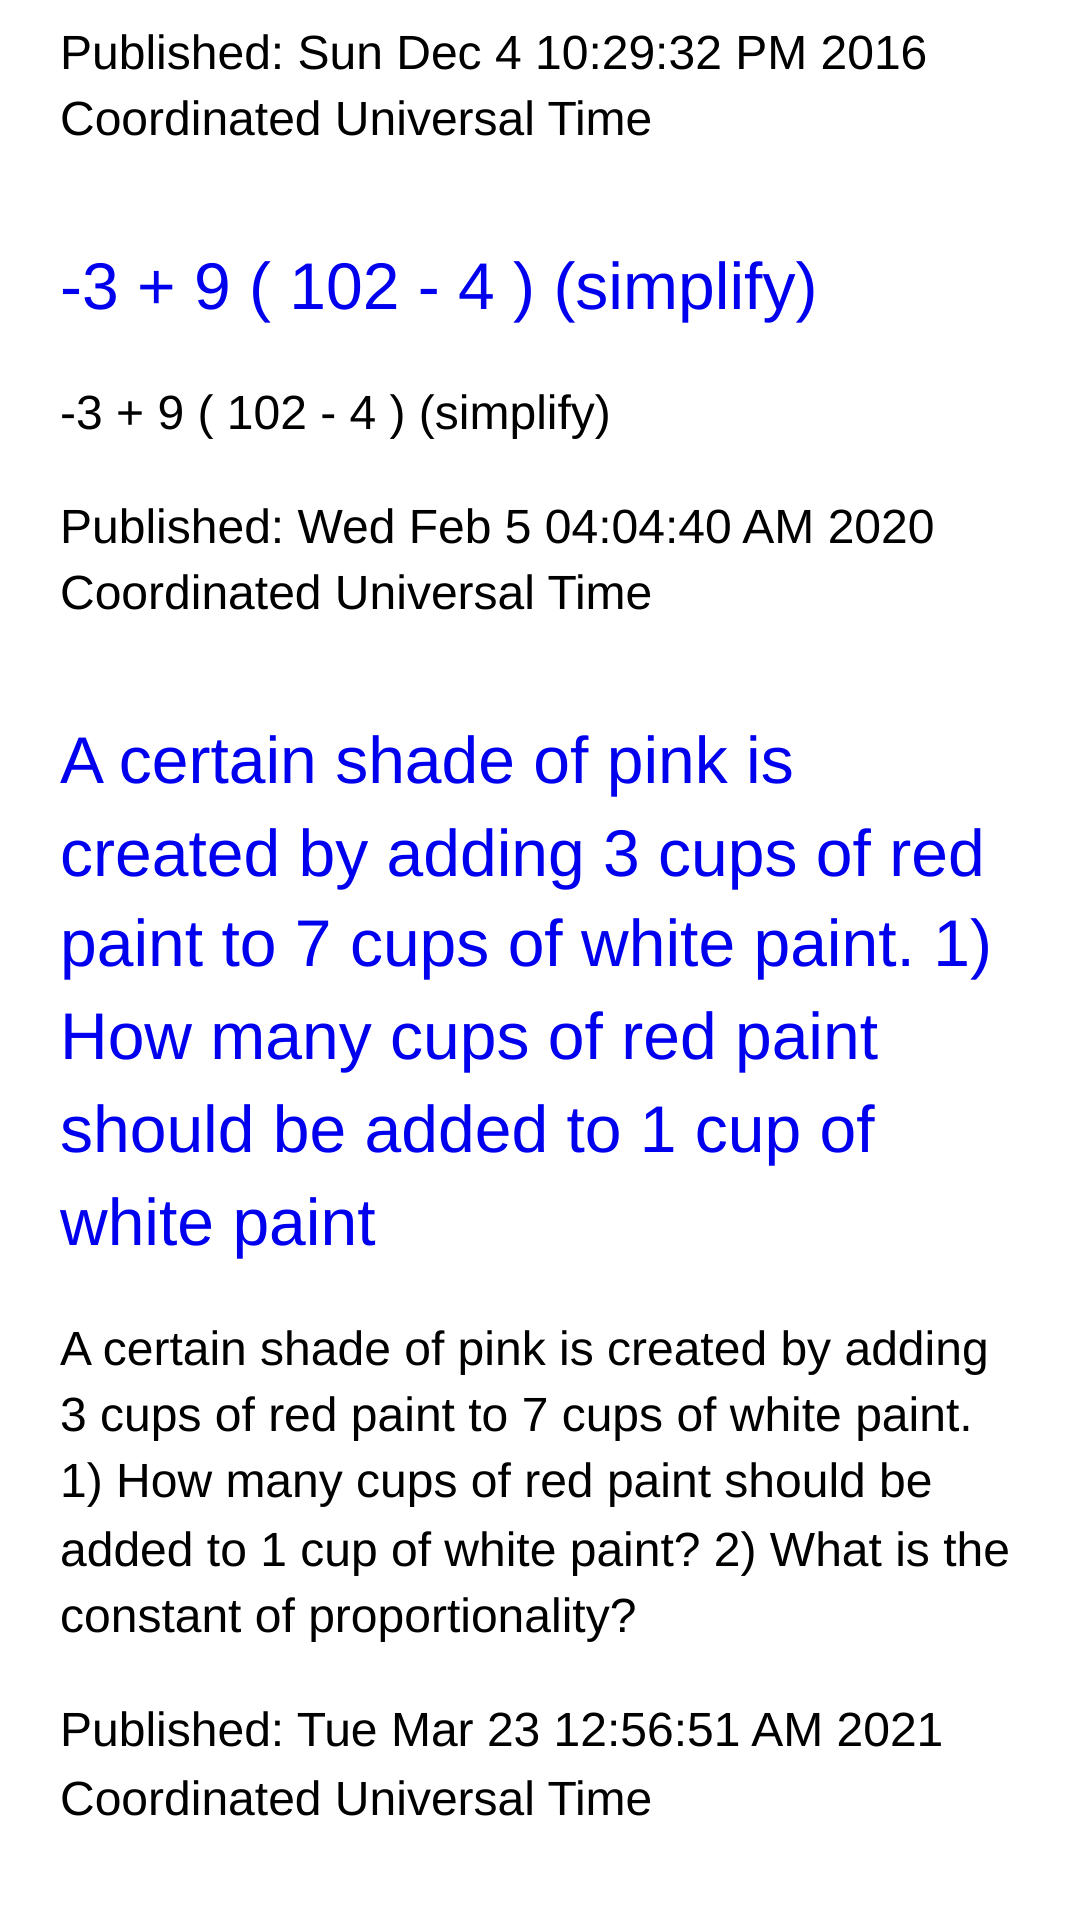 Published: Sun Dec 4 10:29:32 PM 2016
Coordinated Universal Time
-3 + 9 ( 102 - 4 ) (simplify)
-3 + 9 ( 102 - 4 ) (simplify)
Published: Wed Feb 5 04:04:40 AM 2020
Coordinated Universal Time
A certain shade of pink is
created by adding 3 cups of red
paint to 7 cups of white paint. 1)
How many cups of red paint
should be added to 1 cup of
white paint
A certain shade of pink is created by adding
3 cups of red paint to 7 cups of white paint.
1) How many cups of red paint should be
added to 1 cup of white paint? 2) What is the
constant of proportionality?
Published: Tue Mar 23 12:56:51 AM 2021
Coordinated Universal Time